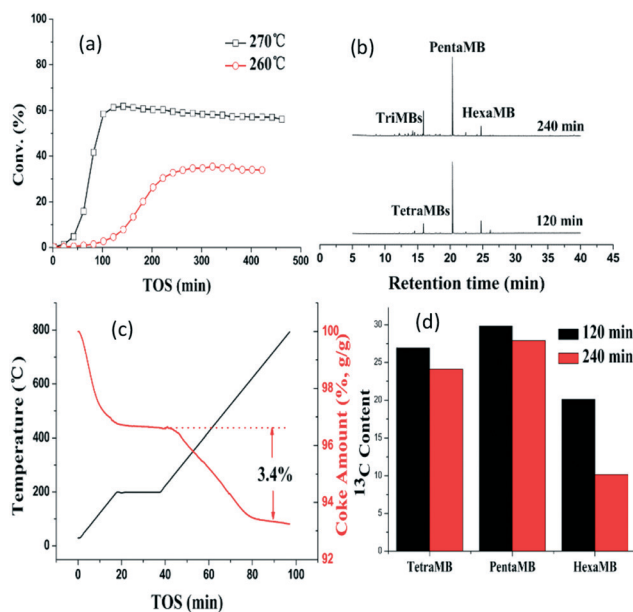 (a)
270℃
260℃
Conv. (%)
100
80
60
40
20
0
0 100 200 300 400 500
TOS (min)
(b)
PentaMB
TriMBs
HexaMB
240 min
TetraMBs
120 min
0 5 10 15 20 25 30 35 40 45
Retention time (min)
(c)
Temperature (℃)
800
600
400
200
0
3.4%
100
98
96
94
92
Coke Amount (%, g/g)
0 20 40 60 80 100
TOS (min)
(d)
120 min
240 min
13C Content
30
25
20
15
10
5
0
TetraMB PentaMB HexaMB